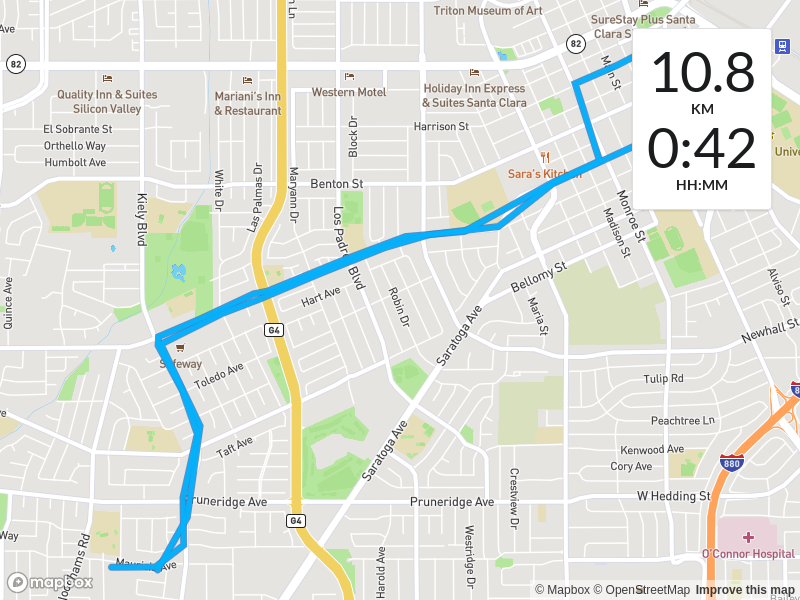 Triton Museum of Art
SureStay Plus Santa
82
10.8
KM
0:42
HH:MM
82
Main St
Quality Inn & Suites
Silicon Valley
Mariani's Inn
& Restaurant
Western Motel
Holiday Inn Express
& Suites Santa Clara
El Sobrante St
Orthello Way
Humbolt Ave
Block Dr
Harrison St
Sara's Kitchen
Benton St
White Dr
Las Palmas Dr
Maryann Dr
Kiely Blvd
Los Padres Blvd
Monroe St
Madison St
Bellomy St
Alviso St
Quince Ave
Hart Ave
Robin Dr
Maria St
Saratoga Ave
Newhall St
G4
Safeway
Toledo Ave
Tulip Rd
Peachtree Ln
Taft Ave
Saratoga Ave
Kenwood Ave
Cory Ave
880
Crestview Dr
Pruneridge Ave
Pruneridge Ave
W Hedding St
G4
Way
O'Connor Hospital
Harold Ave
Westridge Dr
mapbox
© Mapbox © OpenStreetMap Improve this map